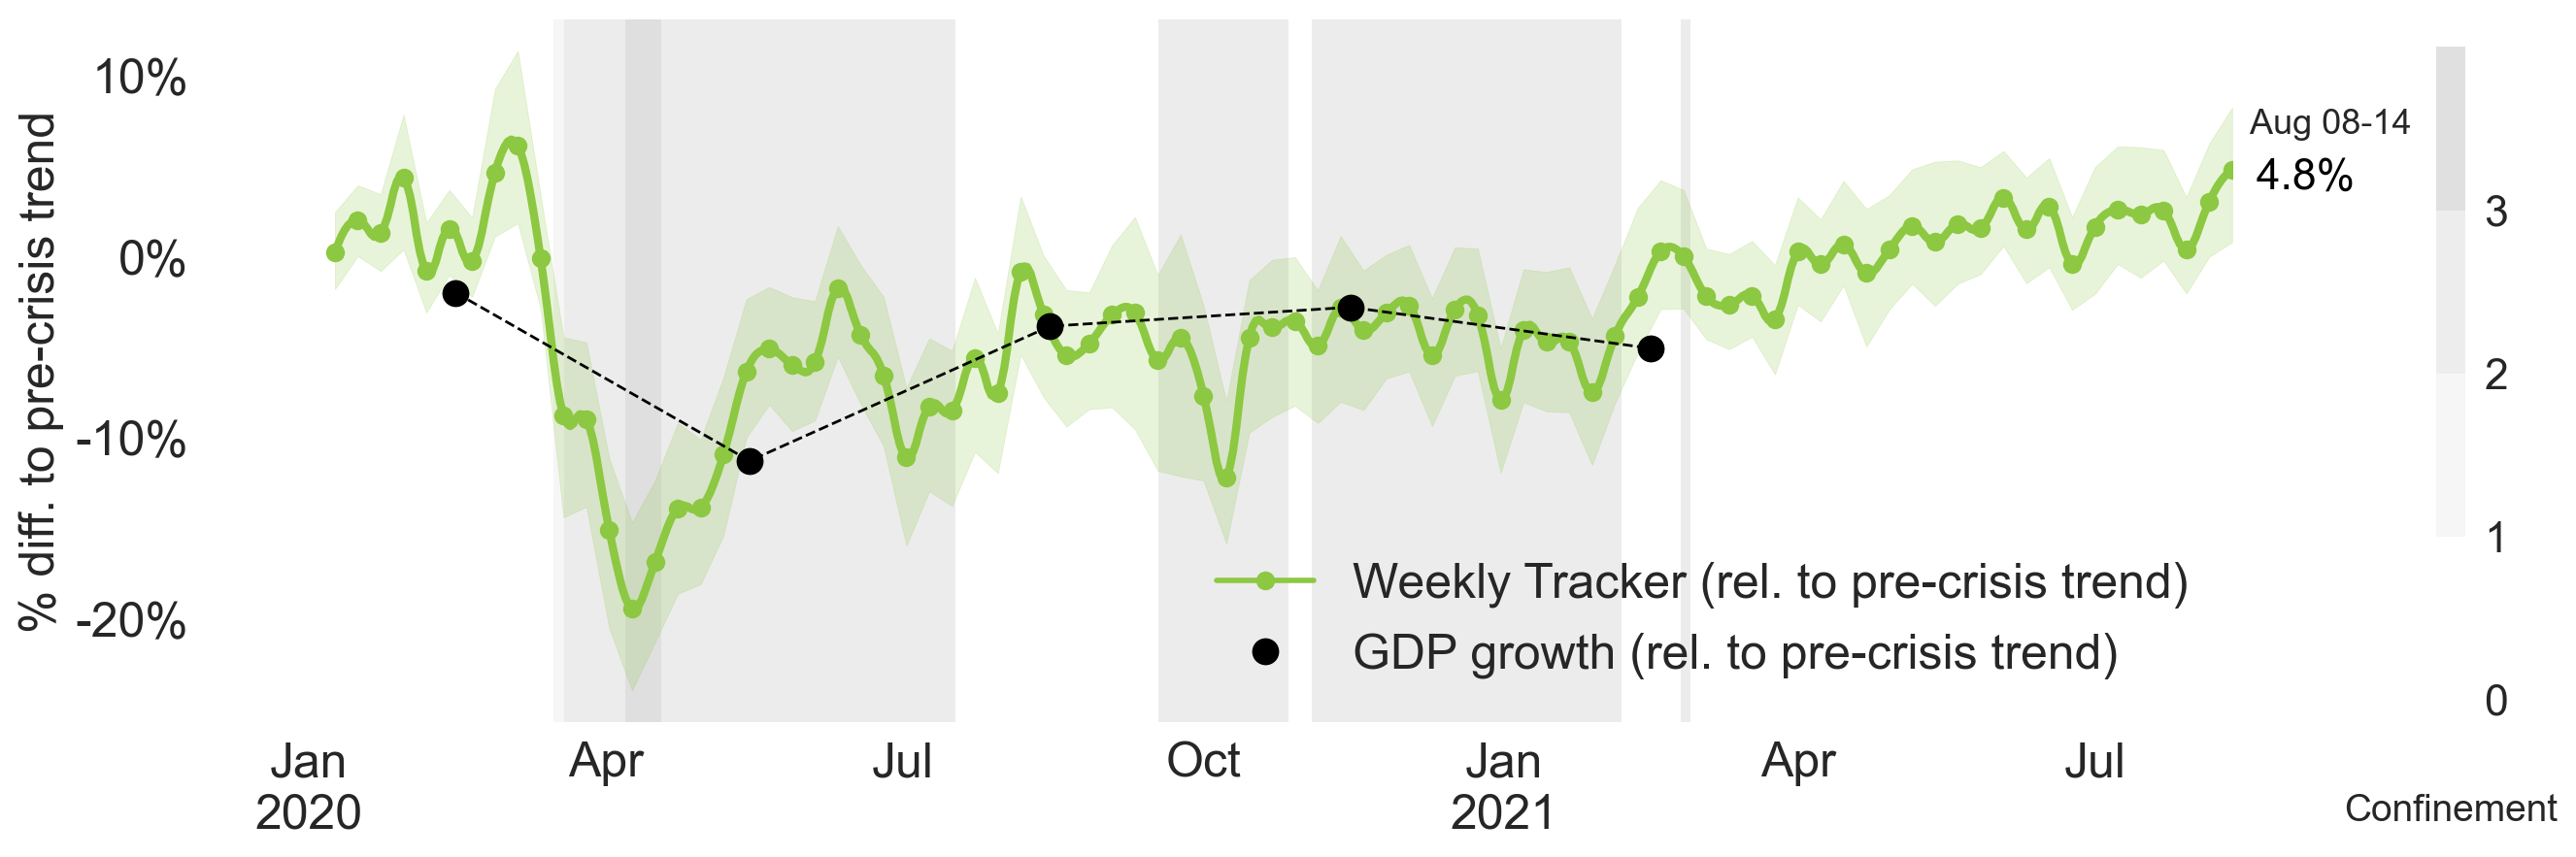 % diff. to pre-crisis trend
10%
0%
-10%
-20%
Aug 08-14
4.8%
Weekly Tracker (rel. to pre-crisis trend)
GDP growth (rel. to pre-crisis trend)
Jan
2020
Apr
Jul
Oct
Jan
2021
Apr
Jul
3
2
1
0
Confinement